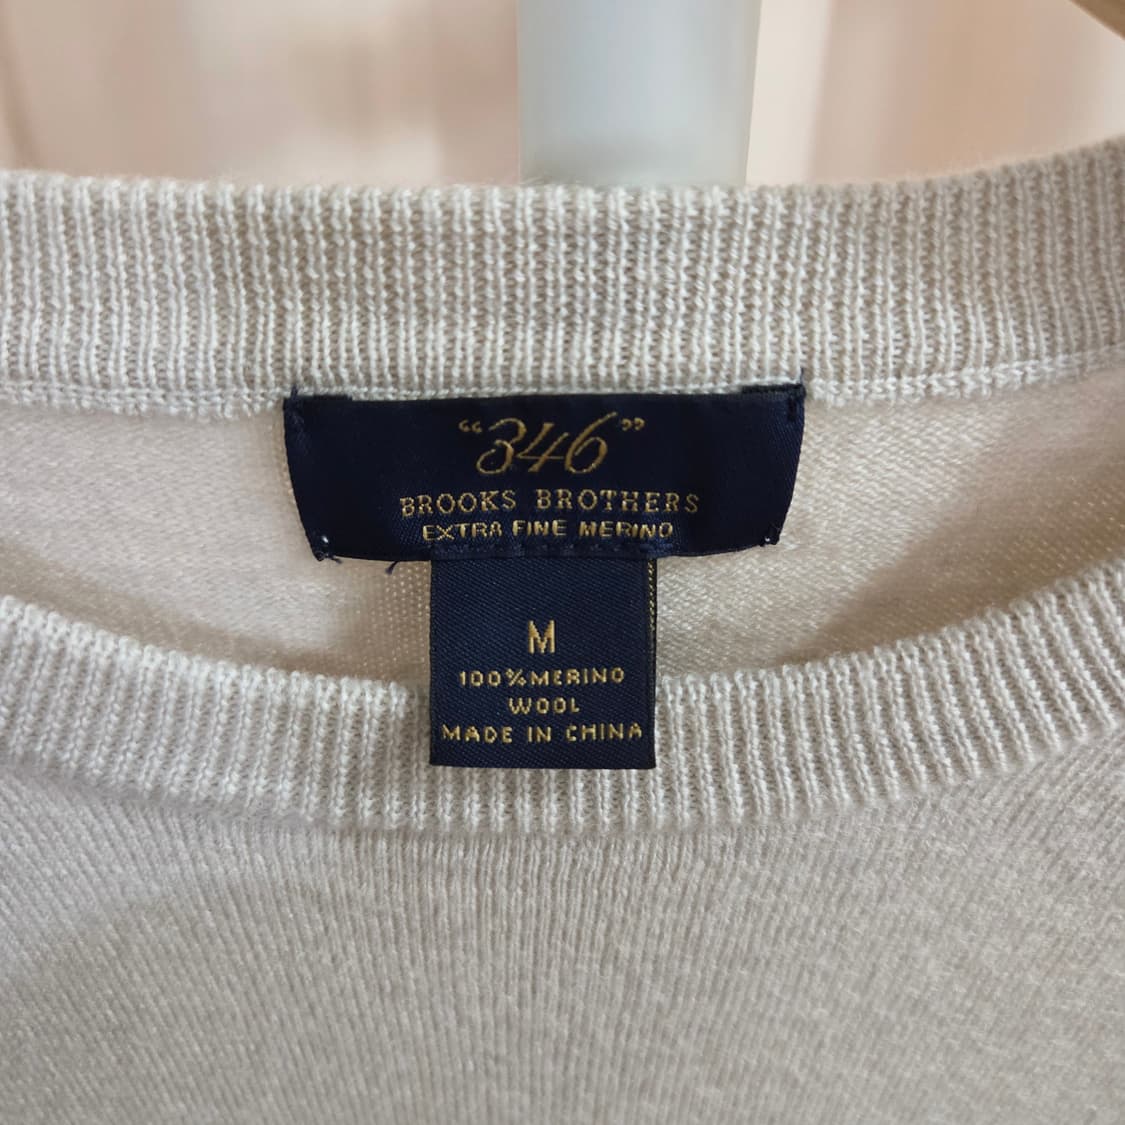 “346”
BROOKS BROTHERS
EXTRA FINE MERINO
M
100%MERINO
WOOL
MADE IN CHINA